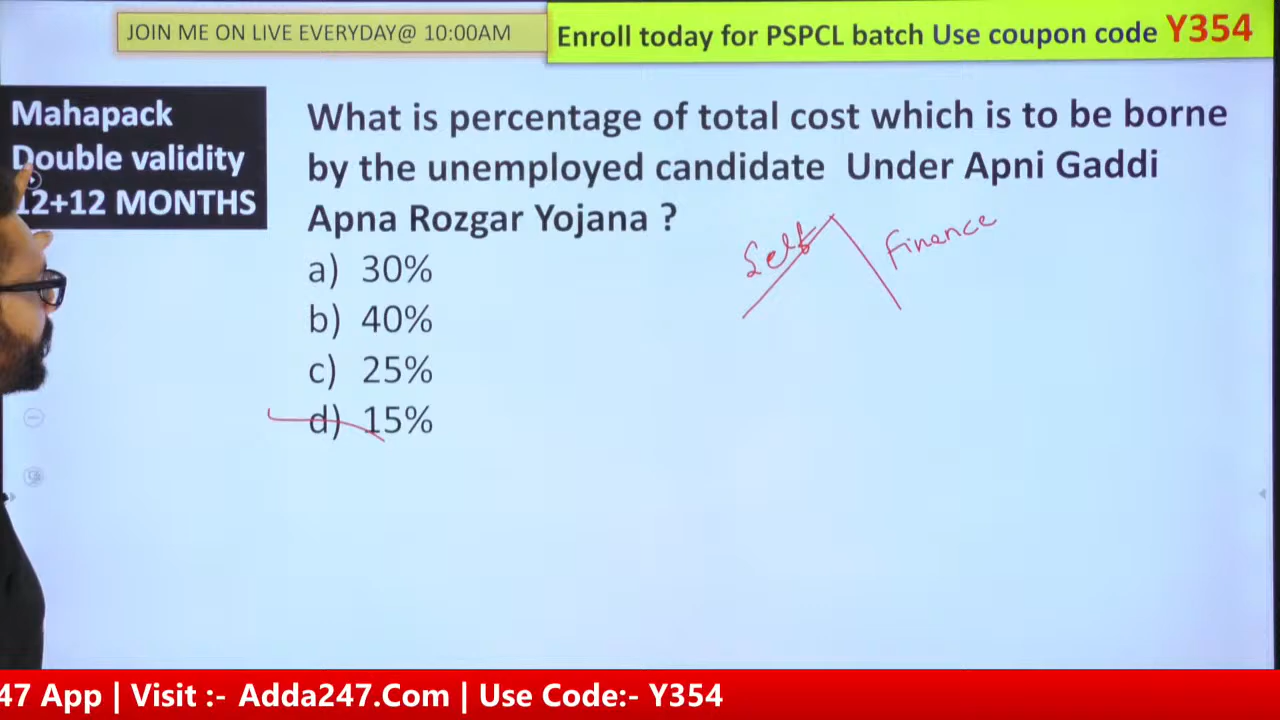 JOIN ME ON LIVE EVERYDAY@ 10:00AM
Enroll today for PSPCL batch Use coupon code Y354
Mahapack
Double validity
12+12 MONTHS
What is percentage of total cost which is to be borne
by the unemployed candidate Under Apni Gaddi
Apna Rozgar Yojana ?
Self
finance
a) 30%
b) 40%
c) 25%
d) 15%
47 App | Visit :- Adda247.Com | Use Code:- Y354